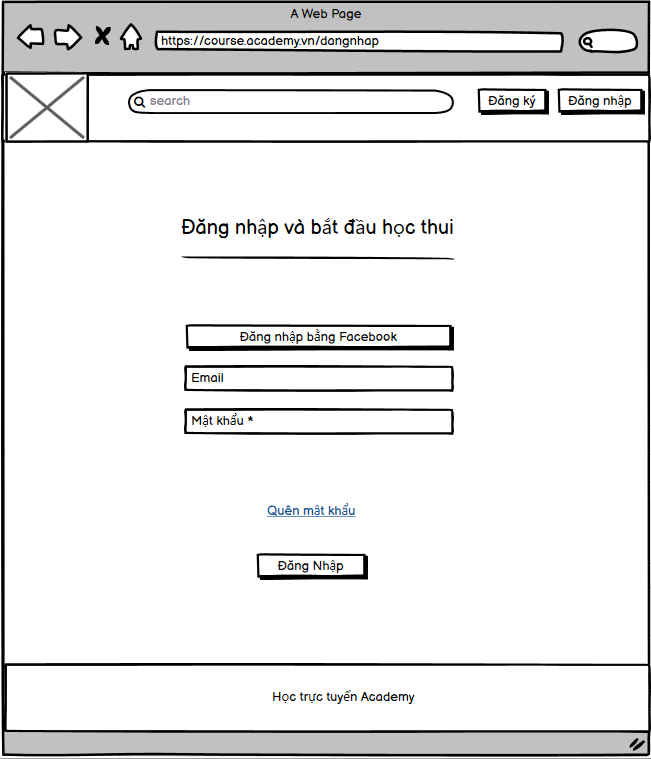 A Web Page
https://course.academy.vn/dangnhap
search
Đăng ký
Đăng nhập
Đăng nhập và bắt đầu học thui
Đăng nhập bằng Facebook
Email
Mật khẩu *
Quên mật khẩu
Đăng Nhập
Học trực tuyến Academy